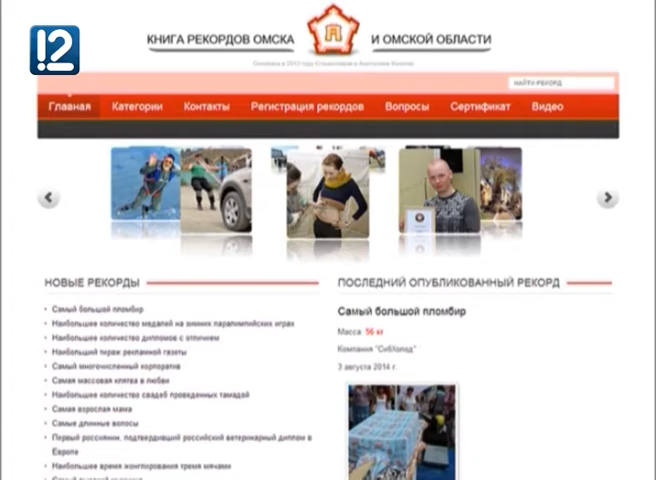 12
КНИГА РЕКОРДОВ ОМСКА И ОМСКОЙ ОБЛАСТИ
НАЙТИ РЕКОРД
Главная Категории Контакты Регистрация рекордов Вопросы Сертификат Видео
НОВЫЕ РЕКОРДЫ
Самый большой пломбир
Наибольшее количество медалей на зимних паралимпийских играх
Наибольшее количество дипломов с отличием
Наибольший тираж рекламной газеты
Самый многочисленный корпоратив
Самая массовая клятва в любви
Наибольшее количество свадеб проведенных тамадой
Самая взрослая мама
Самые длинные волосы
Первый россиянин, подтвердивший российский ветеринарный диплом в
Европе
Наибольшее время жонглирования тремя мячами
ПОСЛЕДНИЙ ОПУБЛИКОВАННЫЙ РЕКОРД
Самый большой пломбир
Масса 56 кг
Компания "СибХолод"
3 августа 2014 г.